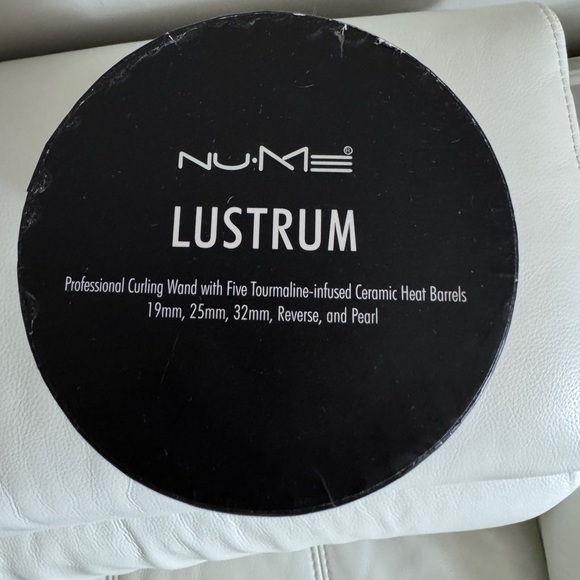 NU·ME®
LUSTRUM
Professional Curling Wand with Five Tourmaline-infused Ceramic Heat Barrels
19mm, 25mm, 32mm, Reverse, and Pearl